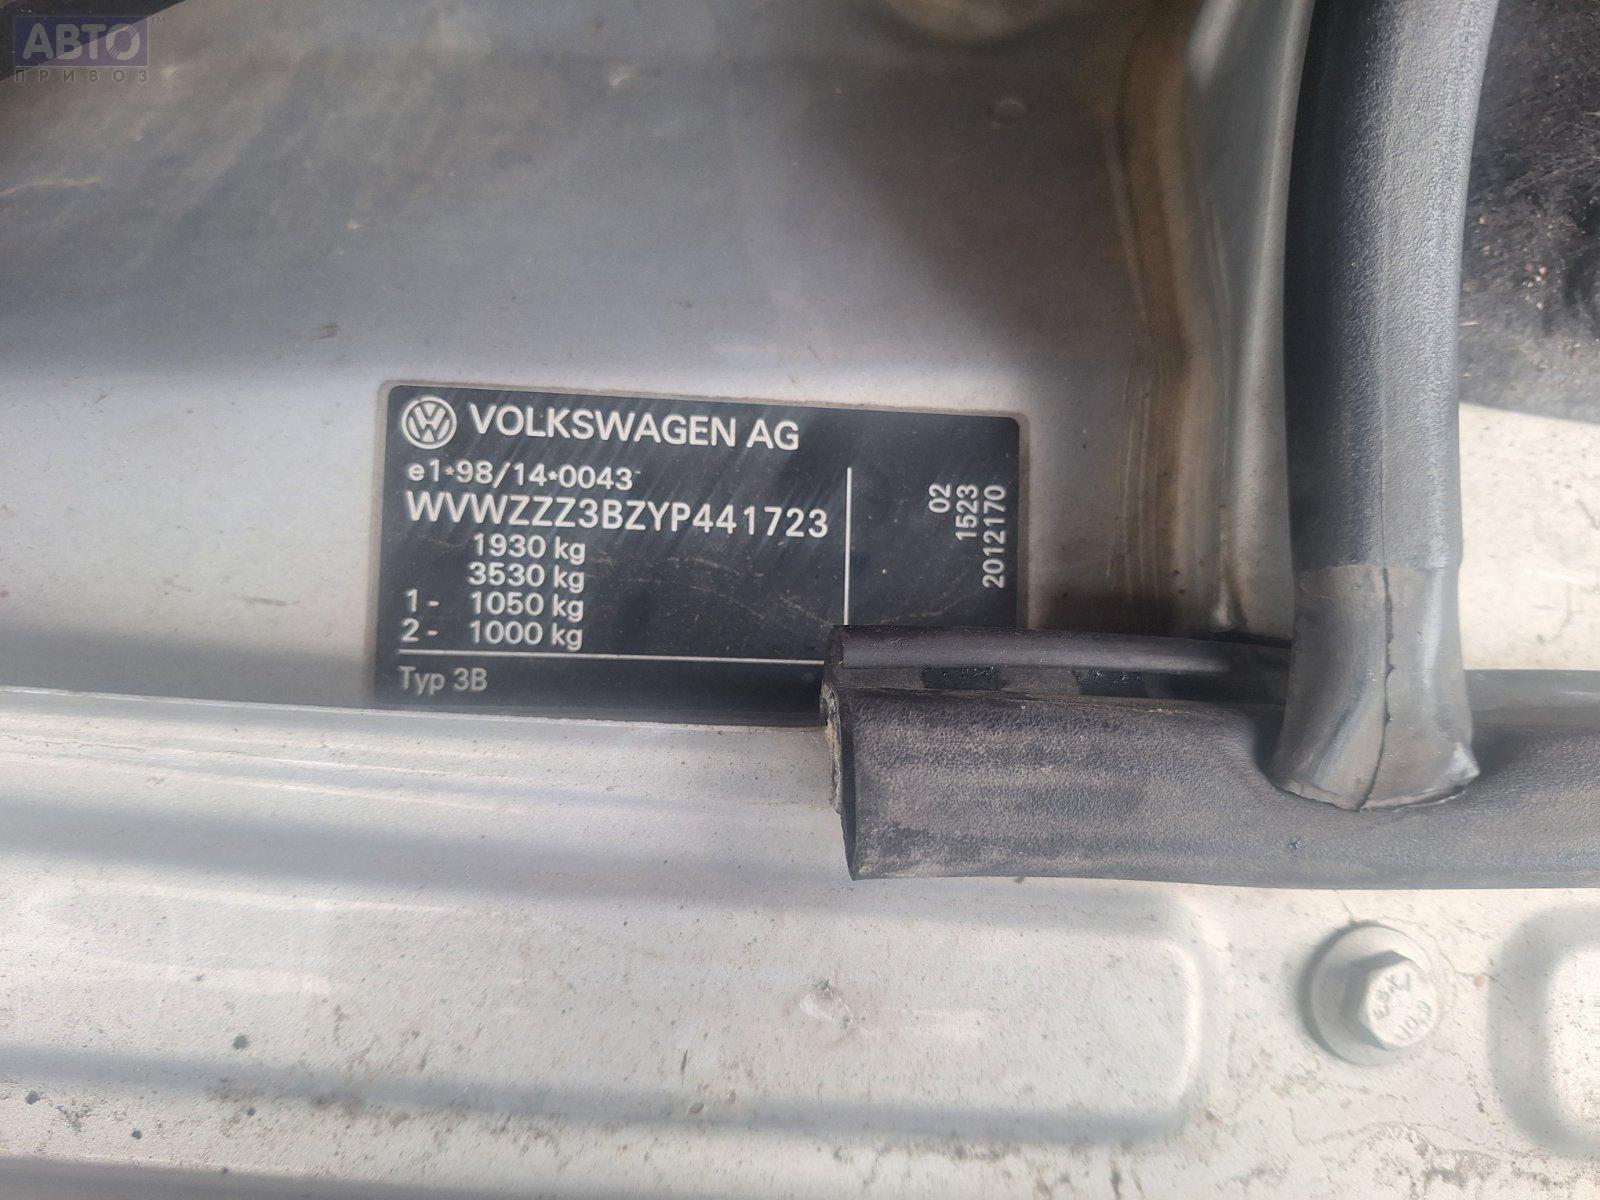 АВТО™
ПРИВОЗ
VOLKSWAGEN AG
e1*98/14*0043
WVWZZZ3BZYP441723
1930 kg
3530 kg
1- 1050 kg
2- 1000 kg
Typ 3B
02
1523
2012170